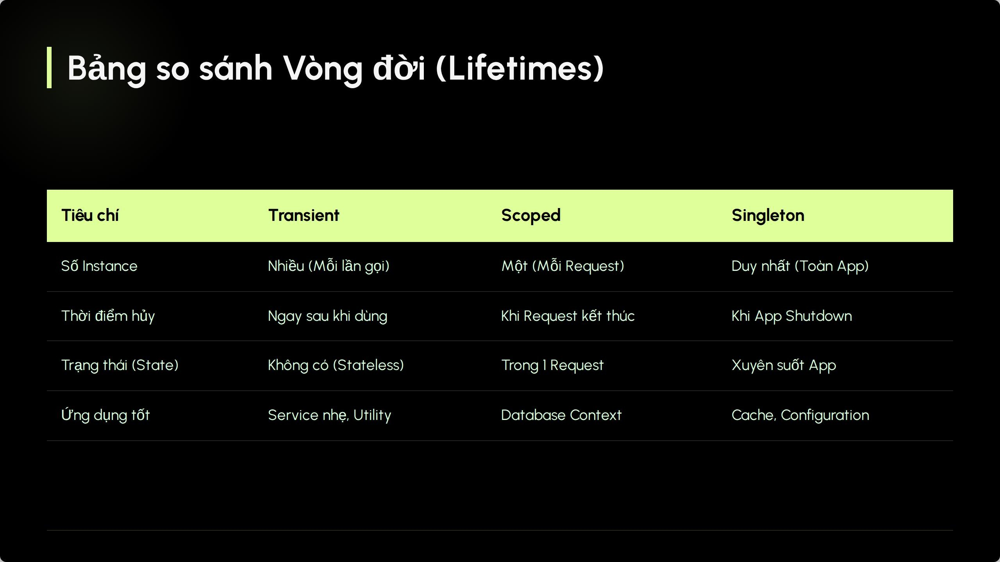 Bảng so sánh Vòng đời (Lifetimes)
Tiêu chí Transient Scoped Singleton
Số Instance Nhiều (Mỗi lần gọi) Một (Mỗi Request) Duy nhất (Toàn App)
Thời điểm hủy Ngay sau khi dùng Khi Request kết thúc Khi App Shutdown
Trạng thái (State) Không có (Stateless) Trong 1 Request Xuyên suốt App
Ứng dụng tốt Service nhẹ, Utility Database Context Cache, Configuration